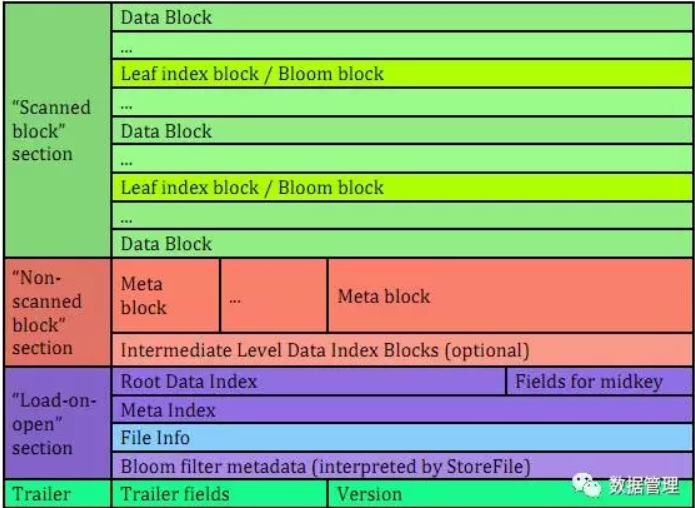 Data Block
...
Leaf index block / Bloom block
...
"Scanned block" section
Data Block
...
Leaf index block / Bloom block
...
Data Block
"Non-scanned block" section
Meta block
...
Meta block
Intermediate Level Data Index Blocks (optional)
"Load-on-open" section
Root Data Index
Fields for midkey
Meta Index
File Info
Bloom filter metadata (interpreted by StoreFile)
Trailer
Trailer fields
Version
数据管理